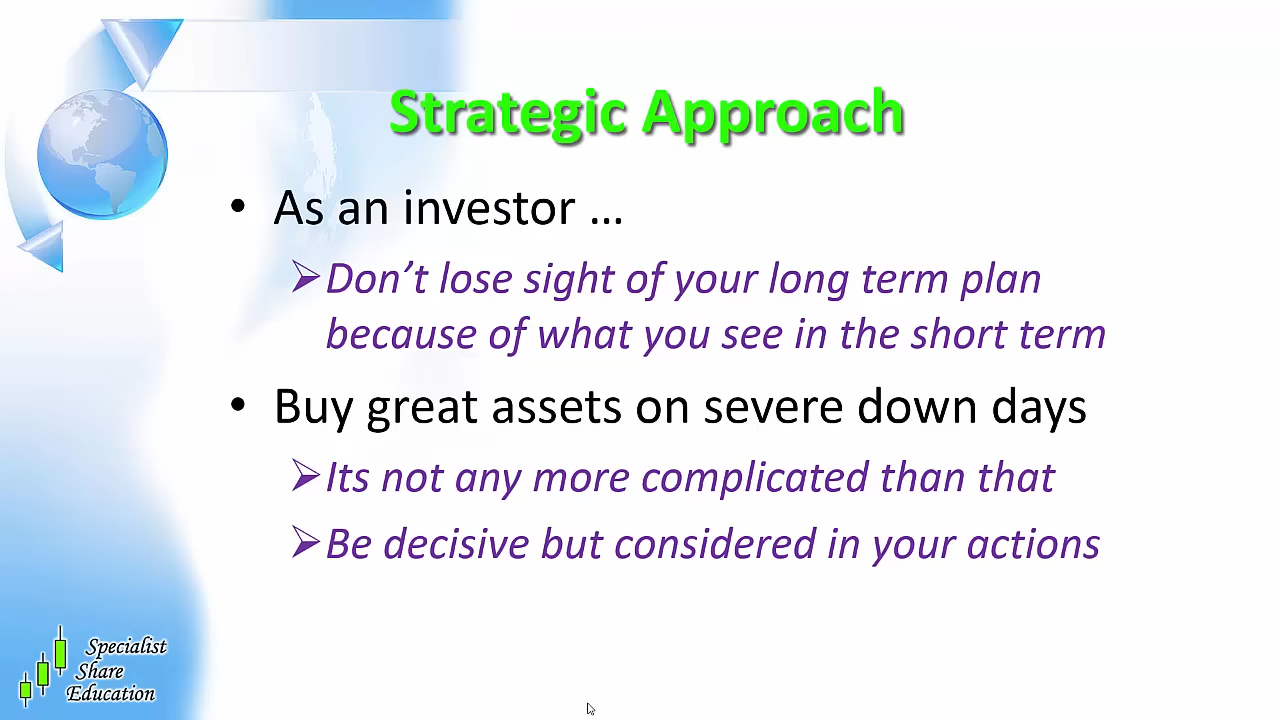 Strategic Approach
• As an investor …
➢Don’t lose sight of your long term plan
because of what you see in the short term
• Buy great assets on severe down days
➢Its not any more complicated than that
➢Be decisive but considered in your actions
Specialist
Share
Education